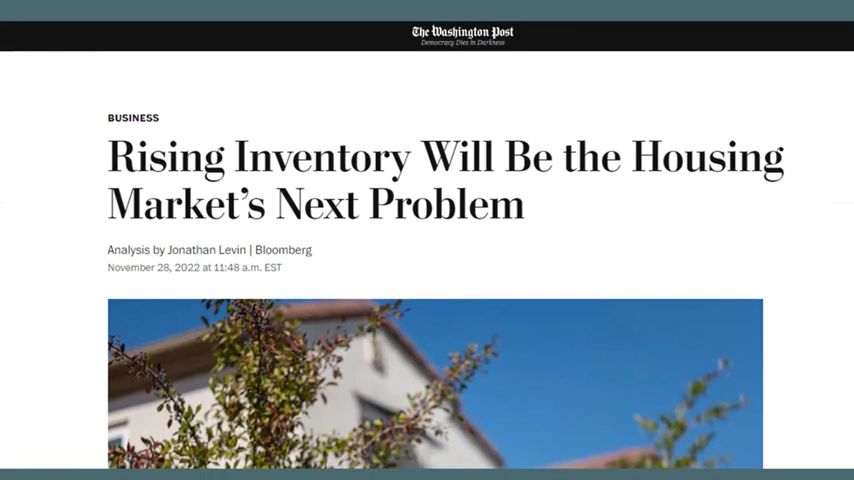 The Washington Post
Democracy Dies in Darkness
BUSINESS
Rising Inventory Will Be the Housing
Market’s Next Problem
Analysis by Jonathan Levin | Bloomberg
November 28, 2022 at 11:48 a.m. EST